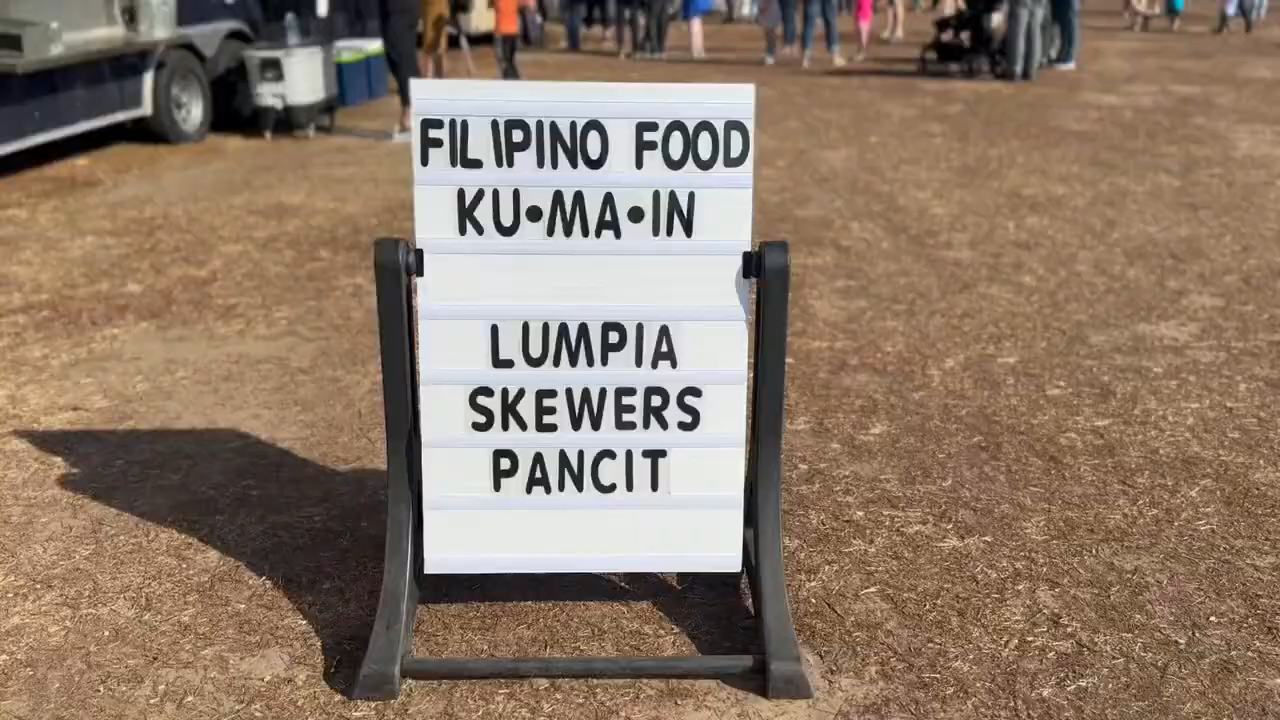 FILIPINO FOOD
KU•MA•IN
LUMPIA
SKEWERS
PANCIT